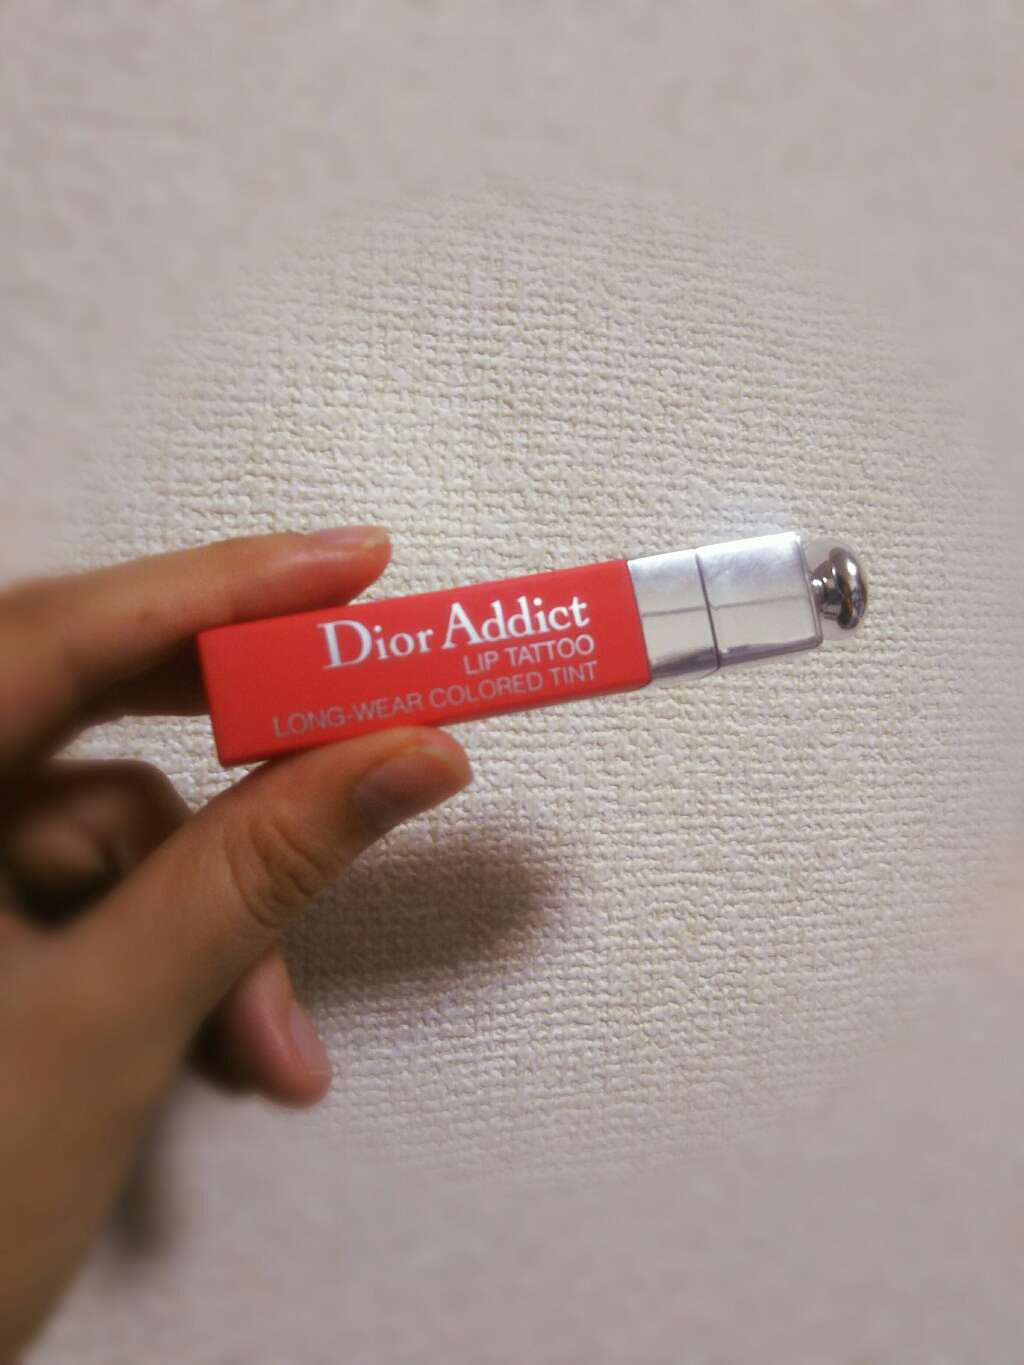 Dior Addict
LIP TATTOO
LONG-WEAR COLORED TINT